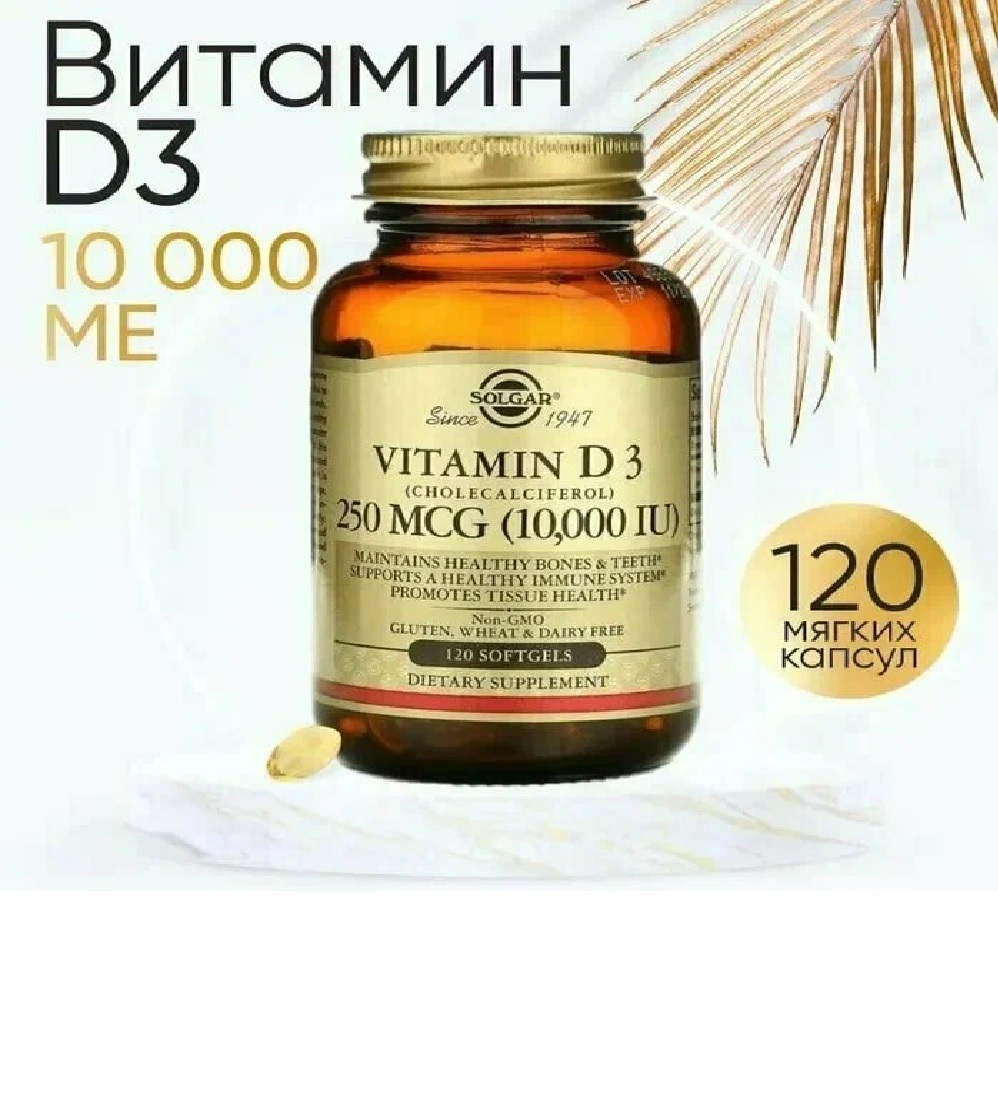 Витамин
D3
10 000
МЕ
LOT
EXP
SOLGAR®
Since 1947
VITAMIN D 3
(CHOLECALCIFEROL)
250 MCG (10,000 IU)
MAINTAINS HEALTHY BONES & TEETH*
SUPPORTS A HEALTHY IMMUNE SYSTEM*
PROMOTES TISSUE HEALTH*
Non-GMO
GLUTEN, WHEAT & DAIRY FREE
120 SOFTGELS
DIETARY SUPPLEMENT
120
мягких
капсул